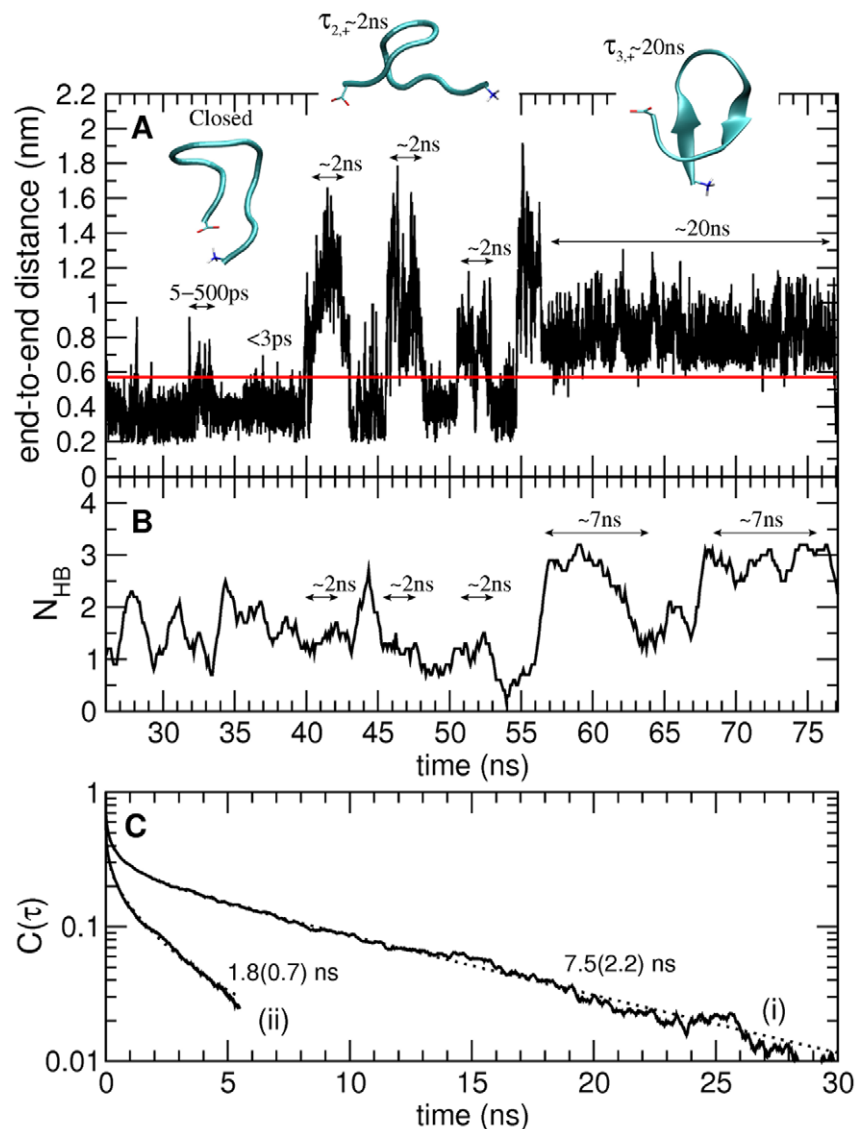 τ2,+~2ns
τ3,+~20ns
A
Closed
5−500ps
<3ps
~2ns
~2ns
~2ns
~20ns
end-to-end distance (nm)
2.2
2
1.8
1.6
1.4
1.2
1
0.8
0.6
0.4
0.2
0
B
~2ns
~2ns
~2ns
~7ns
~7ns
NHB
4
3
2
1
0
30 35 40 45 50 55 60 65 70 75
time (ns)
C
1.8(0.7) ns
(ii)
7.5(2.2) ns
(i)
C(τ)
1
0.1
0.01
0 5 10 15 20 25 30
time (ns)